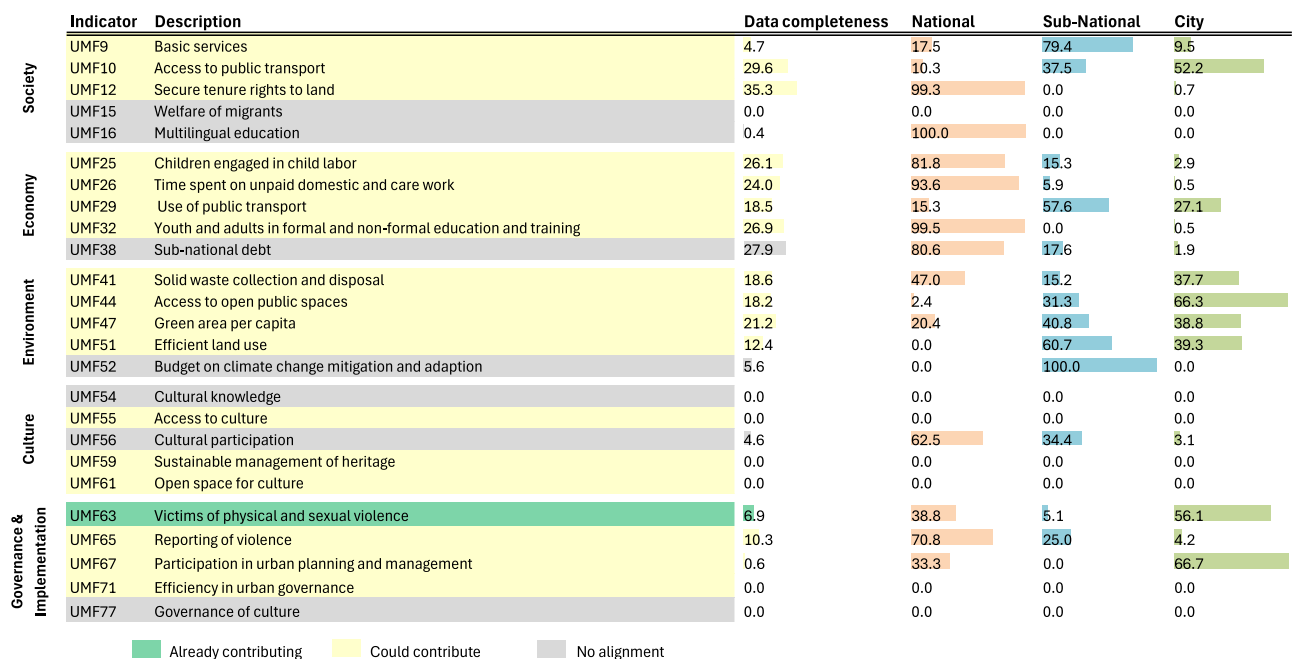 Indicator Description Data completeness National Sub-National City
Society
UMF9 Basic services 4.7 17.5 79.4 9.5
UMF10 Access to public transport 29.6 10.3 37.5 52.2
UMF12 Secure tenure rights to land 35.3 99.3 0.0 0.7
UMF15 Welfare of migrants 0.0 0.0 0.0 0.0
UMF16 Multilingual education 0.4 100.0 0.0 0.0
Economy
UMF25 Children engaged in child labor 26.1 81.8 15.3 2.9
UMF26 Time spent on unpaid domestic and care work 24.0 93.6 5.9 0.5
UMF29 Use of public transport 18.5 15.3 57.6 27.1
UMF32 Youth and adults in formal and non-formal education and training 26.9 99.5 0.0 0.5
UMF38 Sub-national debt 27.9 80.6 17.6 1.9
Environment
UMF41 Solid waste collection and disposal 18.6 47.0 15.2 37.7
UMF44 Access to open public spaces 18.2 2.4 31.3 66.3
UMF47 Green area per capita 21.2 20.4 40.8 38.8
UMF51 Efficient land use 12.4 0.0 60.7 39.3
UMF52 Budget on climate change mitigation and adaption 5.6 0.0 100.0 0.0
Culture
UMF54 Cultural knowledge 0.0 0.0 0.0 0.0
UMF55 Access to culture 0.0 0.0 0.0 0.0
UMF56 Cultural participation 4.6 62.5 34.4 3.1
UMF59 Sustainable management of heritage 0.0 0.0 0.0 0.0
UMF61 Open space for culture 0.0 0.0 0.0 0.0
Governance &
Implementation
UMF63 Victims of physical and sexual violence 6.9 38.8 5.1 56.1
UMF65 Reporting of violence 10.3 70.8 25.0 4.2
UMF67 Participation in urban planning and management 0.6 33.3 0.0 66.7
UMF71 Efficiency in urban governance 0.0 0.0 0.0 0.0
UMF77 Governance of culture 0.0 0.0 0.0 0.0
Already contributing Could contribute No alignment